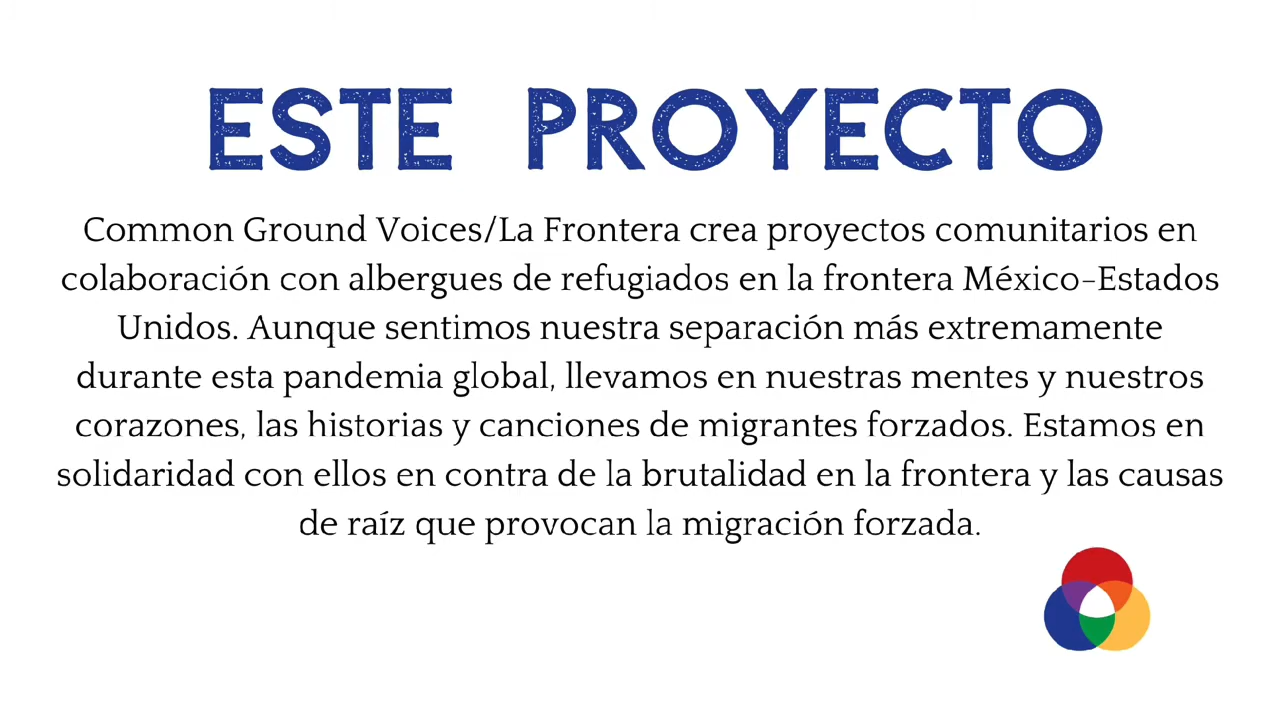 ESTE PROYECTO
Common Ground Voices/La Frontera crea proyectos comunitarios en
colaboración con albergues de refugiados en la frontera México-Estados
Unidos. Aunque sentimos nuestra separación más extremamente
durante esta pandemia global, llevamos en nuestras mentes y nuestros
corazones, las historias y canciones de migrantes forzados. Estamos en
solidaridad con ellos en contra de la brutalidad en la frontera y las causas
de raíz que provocan la migración forzada.